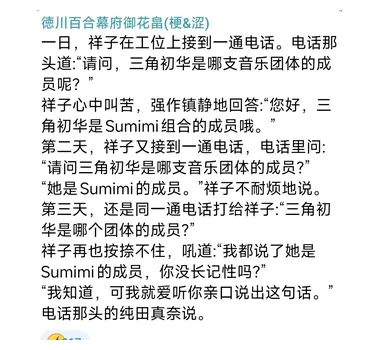 德川百合幕府御花畠(梗&涩)
一日，祥子在工位上接到一通电话。电话那
头道:“请问，三角初华是哪支音乐团体的成
员呢？”
祥子心中叫苦，强作镇静地回答:“您好，三
角初华是Sumimi组合的成员哦。”
第二天，祥子又接到一通电话，电话里问:
“请问三角初华是哪支音乐团体的成员?”
“她是Sumimi的成员。”祥子不耐烦地说。
第三天，还是同一通电话打给祥子:“三角初
华是哪个团体的成员?”
祥子再也按捺不住，吼道:“我都说了她是
Sumimi的成员，你没长记性吗?”
“我知道，可我就爱听你亲口说出这句话。”
电话那头的纯田真奈说。